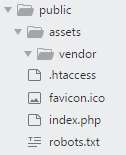 public
assets
vendor
.htaccess
favicon.ico
index.php
robots.txt